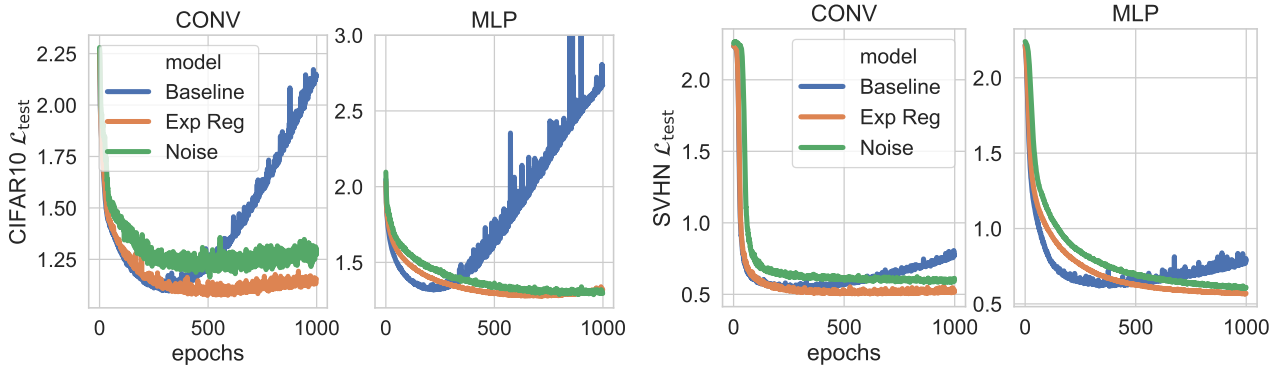 CONV
MLP
CONV
MLP
CIFAR10 ℒtest
2.25
2.00
1.75
1.50
1.25
model
Baseline
Exp Reg
Noise
0
500
1000
epochs
3.0
2.5
2.0
1.5
0
500
1000
SVHN ℒtest
2.0
1.5
1.0
0.5
model
Baseline
Exp Reg
Noise
0
500
1000
epochs
2.0
1.5
1.0
0.5
0
500
1000